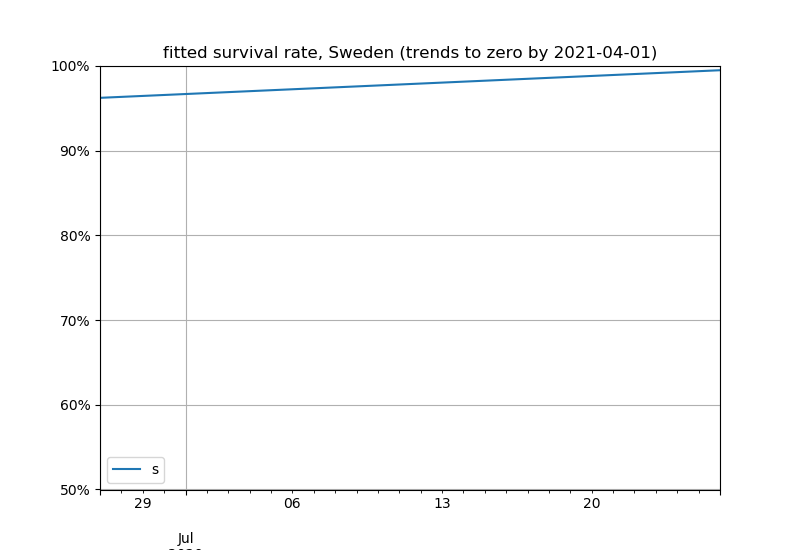 fitted survival rate, Sweden (trends to zero by 2021-04-01)
100%
90%
80%
70%
60%
50%
s
29 06 13 20
Jul